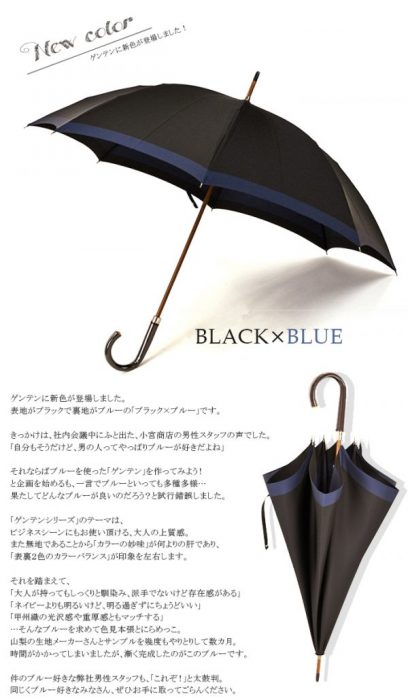 New color
ゲンテンに新色が登場しました！
BLACK×BLUE
ゲンテンに新色が登場しました。
表地がブラックで裏地がブルーの「ブラック×ブルー」です。
きっかけは、社内会議中にふと出た、小宮商店の男性スタッフの声でした。
「自分もそうだけど、男の人ってやっぱりブルーが好きだよね」
それならばブルーを使った「ゲンテン」を作ってみよう！
と企画を始めるも、一言でブルーといっても多種多様…
果たしてどんなブルーが良いのだろう？と試行錯誤しました。
「ゲンテンシリーズ」のテーマは、
ビジネスシーンにもお使い頂ける、大人の上質感。
また無地であることから「カラーの妙味」が何よりの肝であり、
「表裏2色のカラーバランス」が印象を左右します。
それを踏まえて、
「大人が持ってもしっくりと馴染み、派手でないけど存在感がある」
「ネイビーよりも明るいけど、明る過ぎずにちょうどいい」
「甲州織の光沢感や重厚感ともマッチする」
…そんなブルーを求めて色見本帳とにらめっこ。
山梨の生地メーカーさんとサンプルを幾度もやりとりして数カ月。
時間がかかってしまいましたが、漸く完成したのがこのブルーです。
件のブルー好きな弊社男性スタッフも、「これぞ！」と太鼓判。
同じくブルー好きなみなさん、ぜひお手に取ってごらんください。